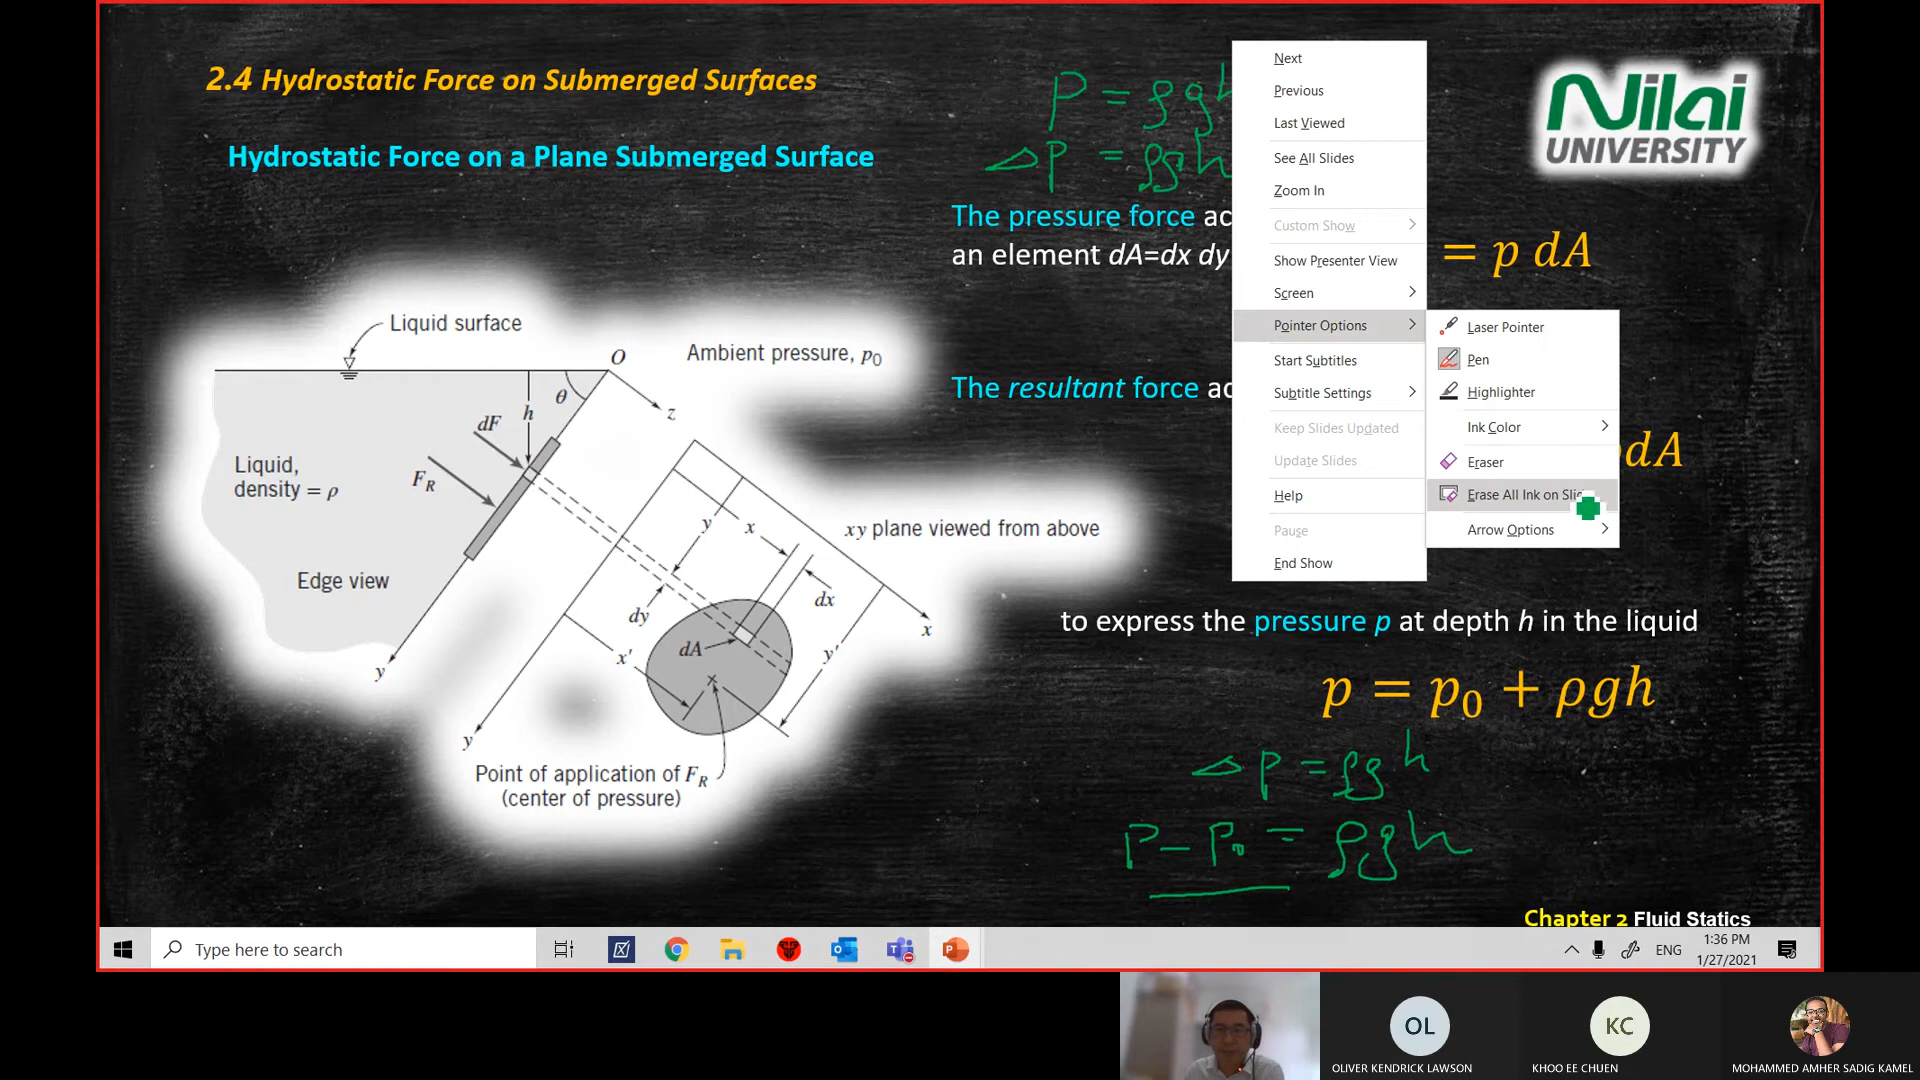 2.4 Hydrostatic Force on Submerged Surfaces
Hydrostatic Force on a Plane Submerged Surface
P = ρgh
△P = ρgh
Nilai
UNIVERSITY
The pressure force ac
an element dA=dx dy
= p dA
The resultant force ac
pdA
Next
Previous
Last Viewed
See All Slides
Zoom In
Custom Show
Show Presenter View
Screen
Pointer Options
Start Subtitles
Subtitle Settings
Keep Slides Updated
Update Slides
Help
Pause
End Show
Laser Pointer
Pen
Highlighter
Ink Color
Eraser
Erase All Ink on Slid
Arrow Options
Liquid surface
O
Ambient pressure, p0
θ
h
z
dF
FR
Liquid,
density = ρ
Edge view
y
y
x
xy plane viewed from above
dx
dy
x
dA
x'
y'
y
Point of application of FR
(center of pressure)
to express the pressure p at depth h in the liquid
p = p0 + ρgh
△P = ρgh
P – P0 = ρgh
Chapter 2 Fluid Statics
Type here to search
ENG
1:36 PM
1/27/2021
OL
OLIVER KENDRICK LAWSON
KC
KHOO EE CHUEN
MOHAMMED AMHER SADIG KAMEL